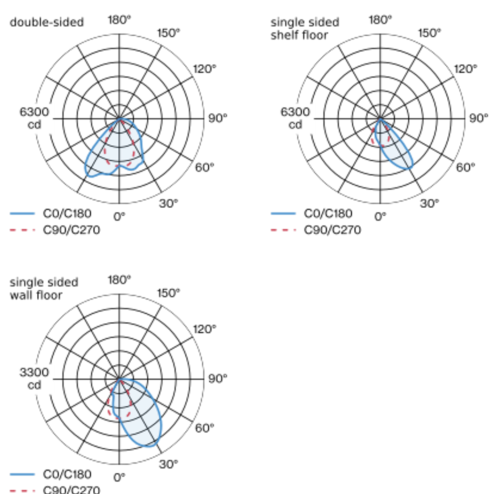 double-sided
180°
150°
120°
90°
60°
30°
0°
6300
cd
C0/C180
C90/C270
single sided
shelf floor
180°
150°
120°
90°
60°
30°
0°
6300
cd
C0/C180
C90/C270
single sided
wall floor
180°
150°
120°
90°
60°
30°
0°
3300
cd
C0/C180
C90/C270